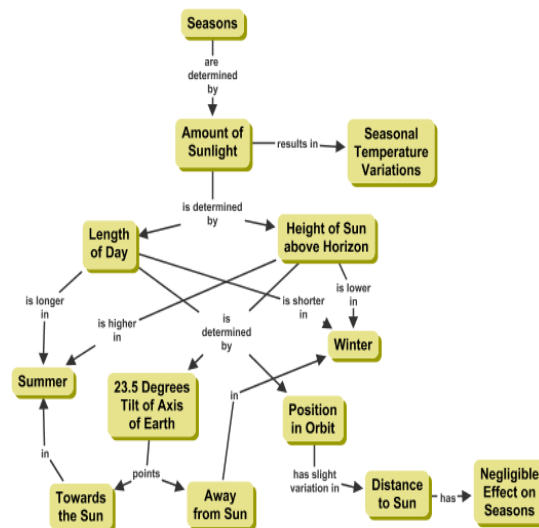 Seasons
are
determined
by
Amount of
Sunlight
results in
Seasonal
Temperature
Variations
is determined
by
Length
of Day
Height of Sun
above Horizon
is longer
in
is higher
in
is
determined
by
is shorter
in
is lower
in
Summer
23.5 Degrees
Tilt of Axis
of Earth
in
Position
in Orbit
Winter
in
points
has slight
variation in
Towards
the Sun
Away
from Sun
Distance
to Sun
has
Negligible
Effect on
Seasons